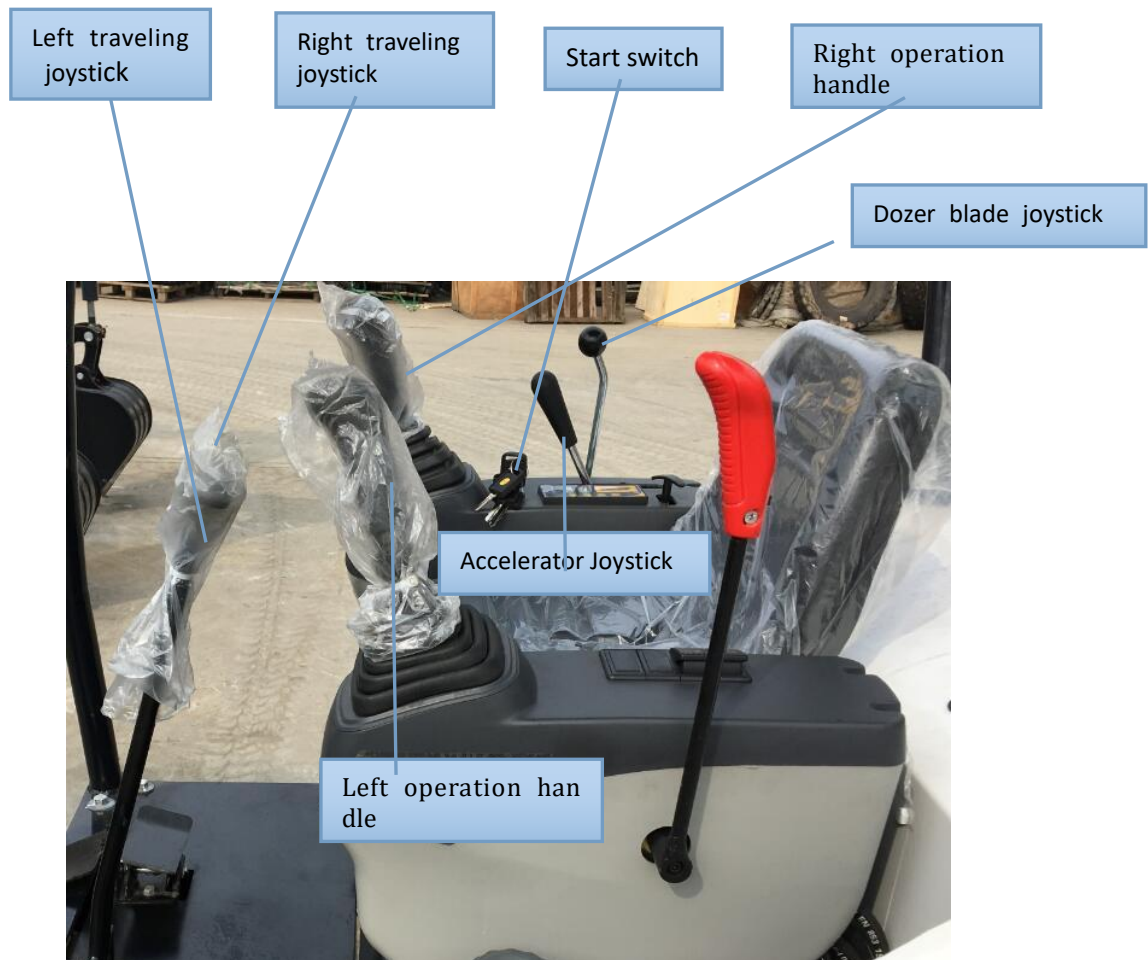 Left traveling
joystick
Right traveling
joystick
Start switch
Right operation
handle
Dozer blade joystick
Accelerator Joystick
Left operation han
dle